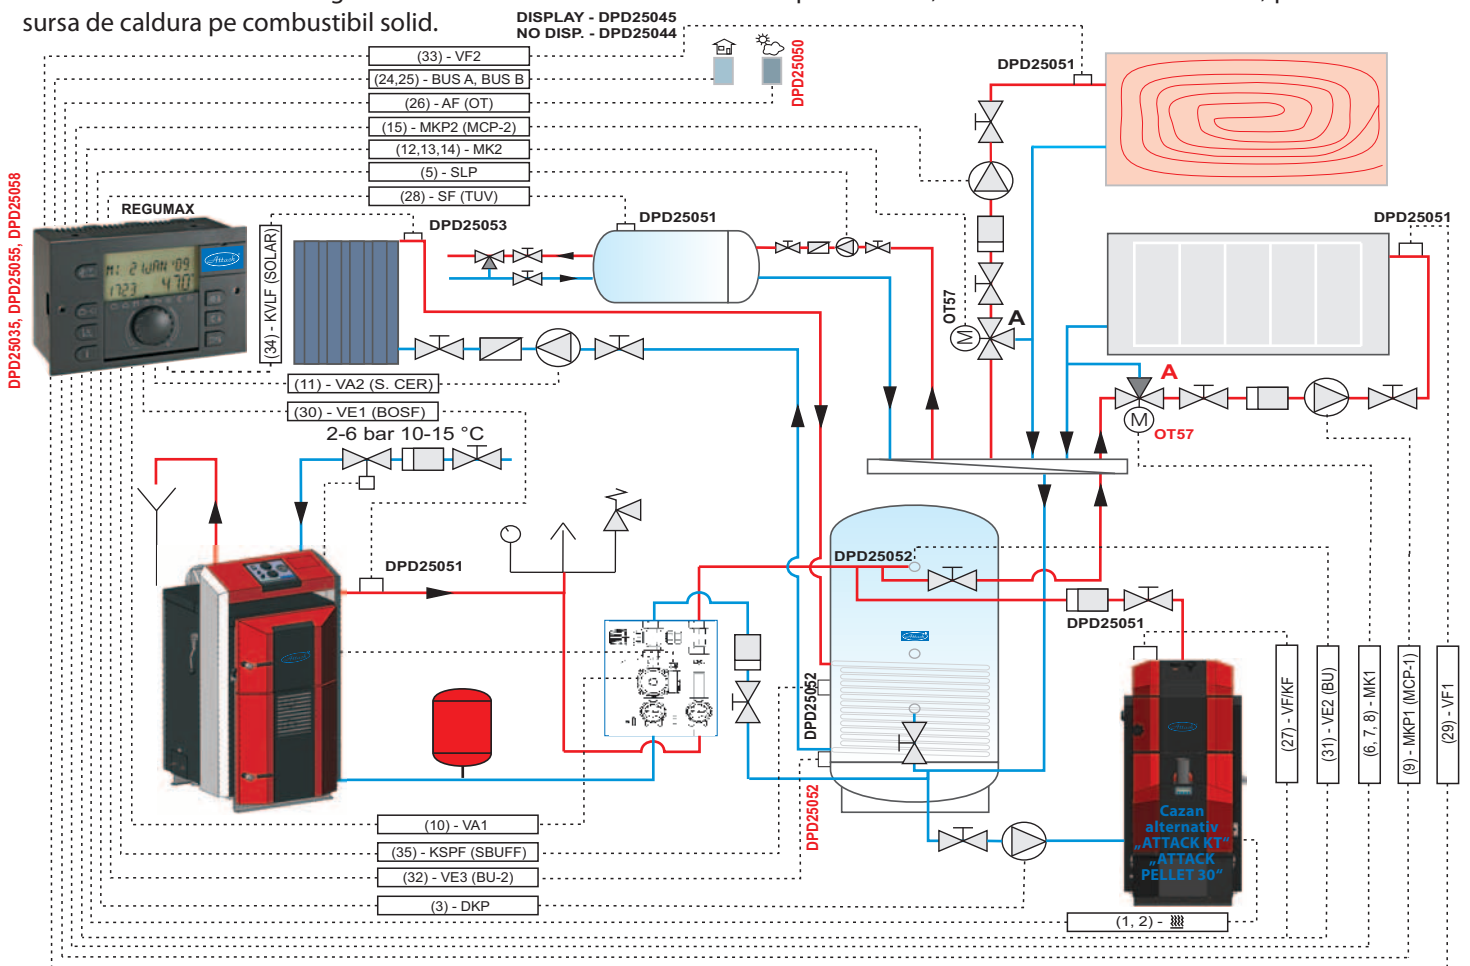 sursa de caldura pe combustibil solid.
DISPLAY - DPD25045
NO DISP. - DPD25044
DPD25050
(33) - VF2
(24,25) - BUS A, BUS B
(26) - AF (OT)
(15) - MKP2 (MCP-2)
(12,13,14) - MK2
(5) - SLP
(28) - SF (TUV)
DPD25051
DPD25035, DPD25055, DPD25058
REGUMAX
Attack
M: 21JAN '09
1723 470
(34) - KVLF (SOLAR)
DPD25053
DPD25051
OT57
M
A
DPD25051
A
M
OT57
(11) - VA2 (S. CER)
(30) - VE1 (BOSF)
2-6 bar 10-15 °C
DPD25051
DPD25052
DPD25051
DPD25052
DPD25052
(27) - VF/KF
(31) - VE2 (BU)
(6, 7, 8) - MK1
(9) - MKP1 (MCP-1)
(29) - VF1
Cazan
alternativ
„ATTACK KT“
„ATTACK
PELLET 30“
(10) - VA1
(35) - KSPF (SBUFF)
(32) - VE3 (BU-2)
(3) - DKP
(1, 2) -